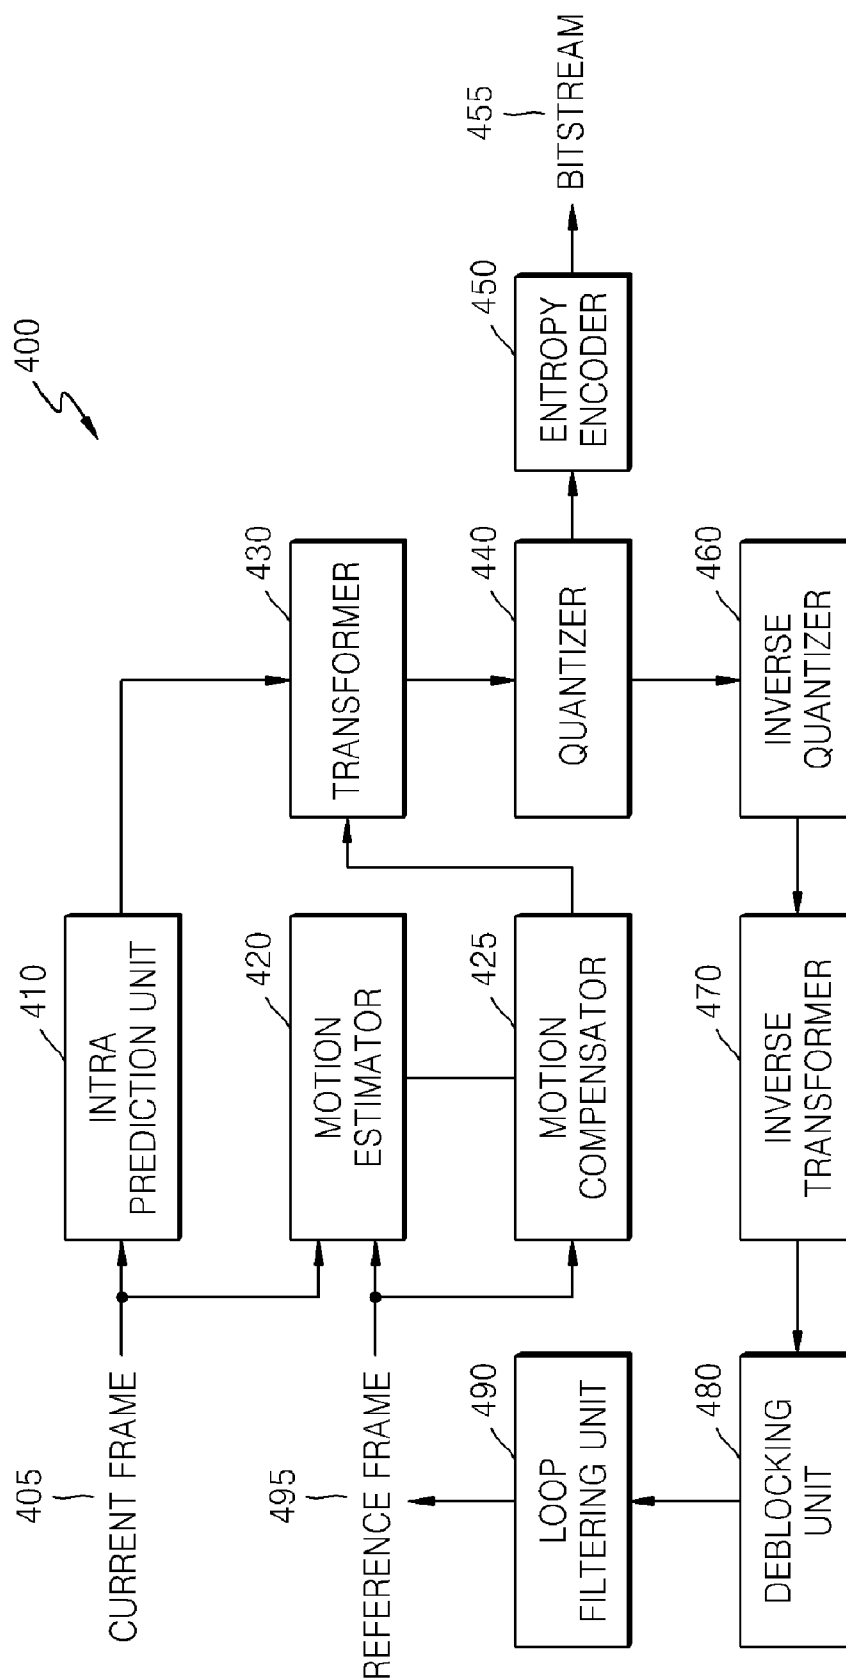 400
405
CURRENT FRAME
410
INTRA
PREDICTION UNIT
495
REFERENCE FRAME
420
MOTION
ESTIMATOR
430
TRANSFORMER
490
LOOP
FILTERING UNIT
425
MOTION
COMPENSATOR
440
QUANTIZER
450
ENTROPY
ENCODER
455
BITSTREAM
480
DEBLOCKING
UNIT
470
INVERSE
TRANSFORMER
460
INVERSE
QUANTIZER